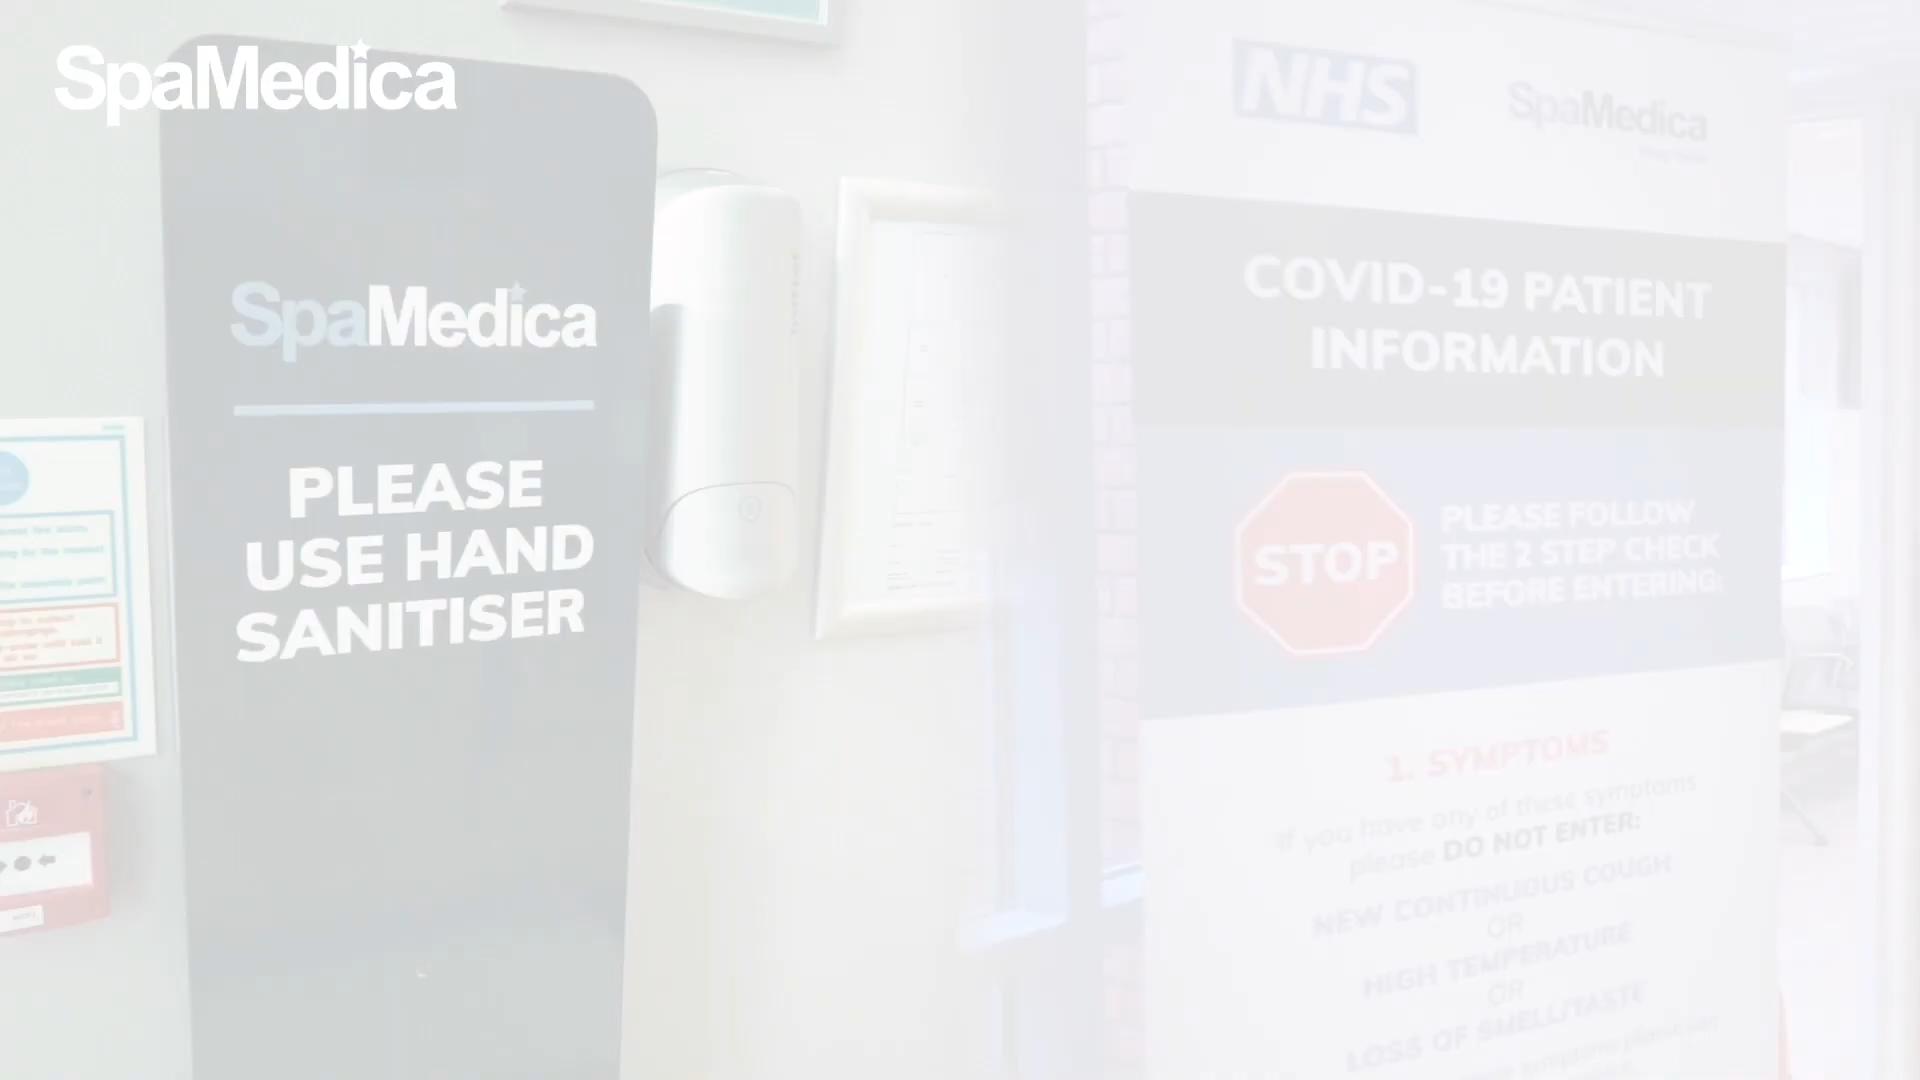 SpaMedica
SpaMedica
PLEASE
USE HAND
SANITISER
NHS
SpaMedica
COVID-19 PATIENT
INFORMATION
STOP
PLEASE FOLLOW
THE 2 STEP CHECK
BEFORE ENTERING:
1. SYMPTOMS
If you have any of these symptoms
please DO NOT ENTER:
NEW CONTINUOUS COUGH
OR
HIGH TEMPERATURE
OR
LOSS OF SMELL/TASTE